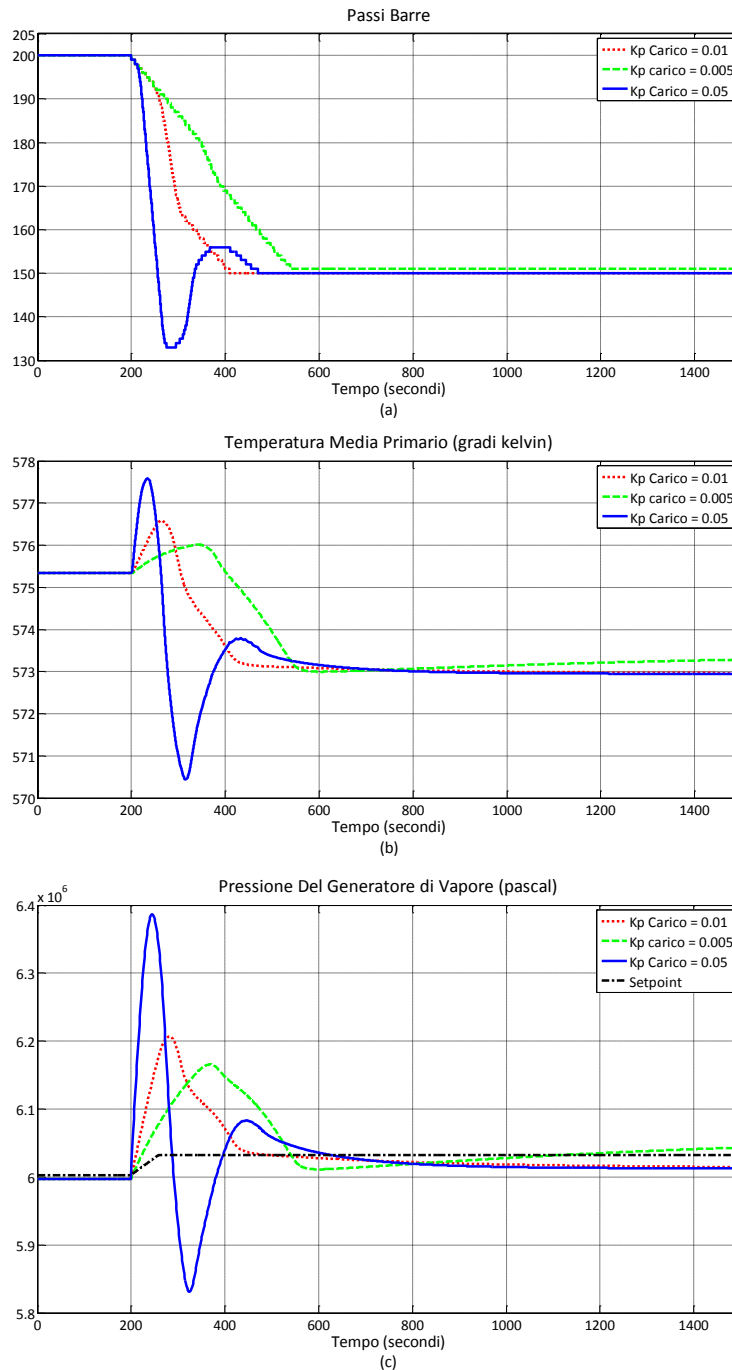 Passi Barre
205
200
190
180
170
160
150
140
130
0 200 400 600 800 1000 1200 1400
Kp Carico = 0.01
Kp carico = 0.005
Kp Carico = 0.05
Tempo (secondi)
(a)
Temperatura Media Primario (gradi kelvin)
578
577
576
575
574
573
572
571
570
0 200 400 600 800 1000 1200 1400
Kp Carico = 0.01
Kp carico = 0.005
Kp Carico = 0.05
Tempo (secondi)
(b)
Pressione Del Generatore di Vapore (pascal)
x 10^6
6.4
6.3
6.2
6.1
6
5.9
5.8
0 200 400 600 800 1000 1200 1400
Kp Carico = 0.01
Kp carico = 0.005
Kp Carico = 0.05
Setpoint
Tempo (secondi)
(c)